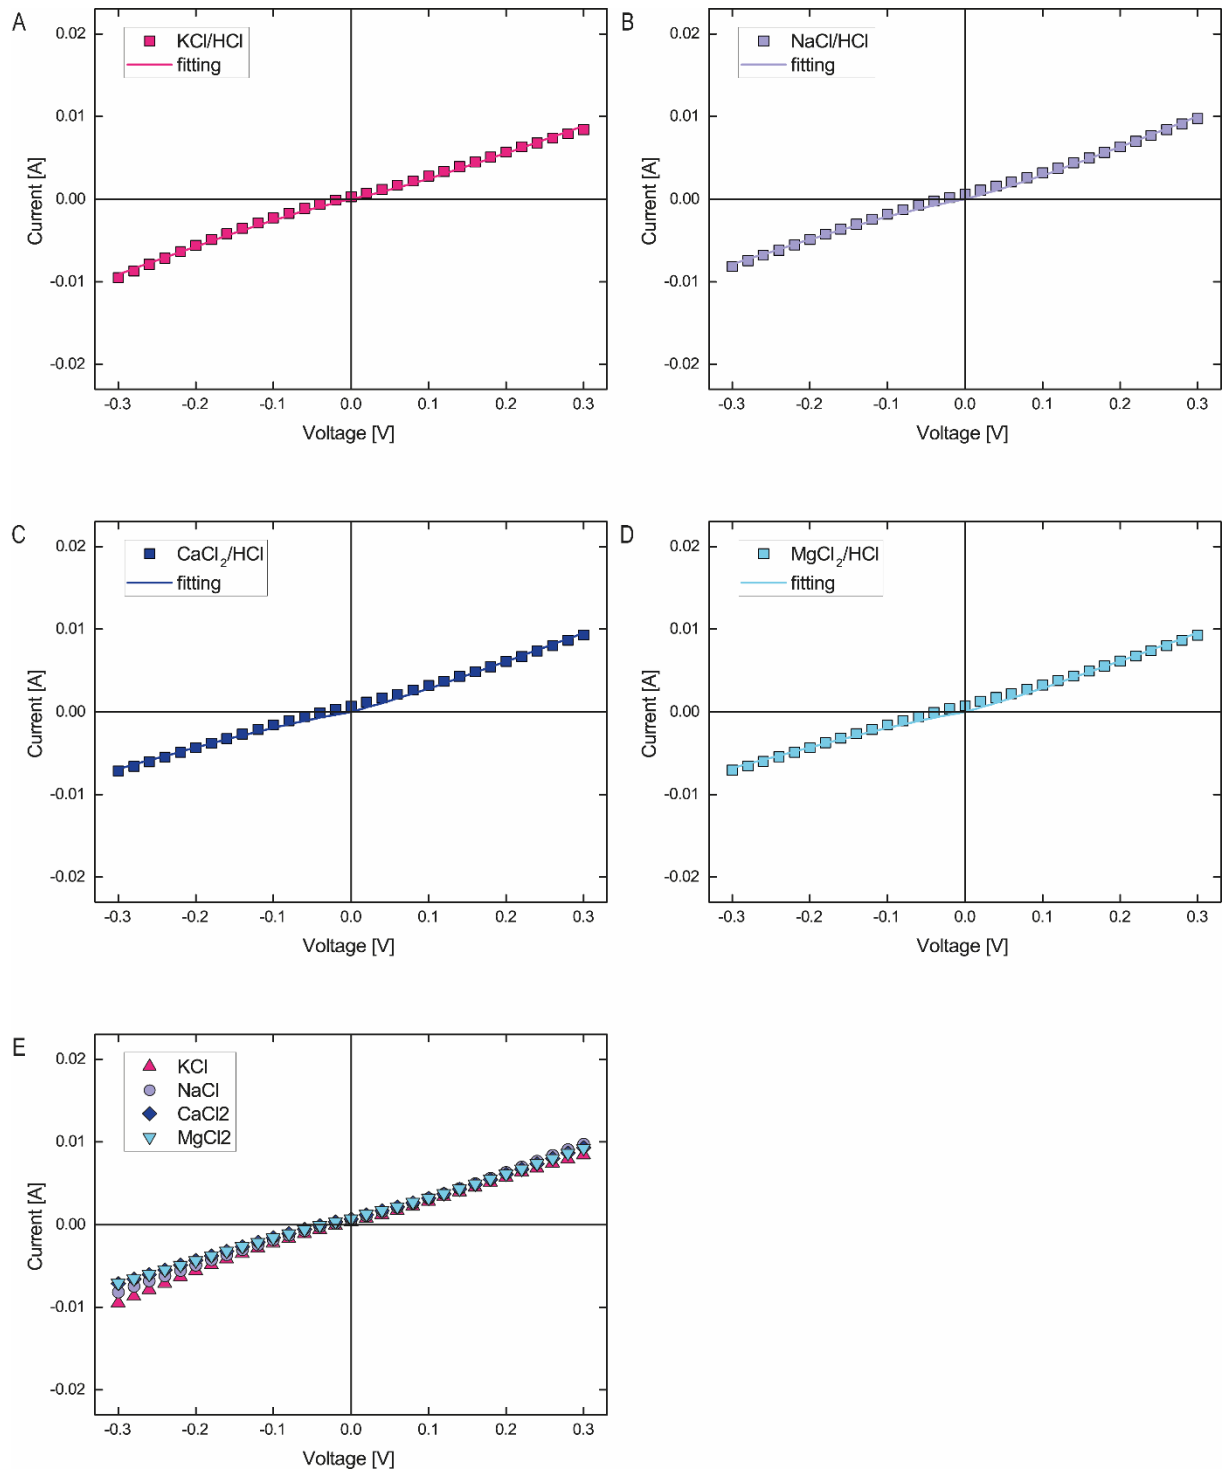 A
0.02
0.01
0.00
-0.01
-0.02
Current [A]
KCl/HCl
fitting
-0.3 -0.2 -0.1 0.0 0.1 0.2 0.3
Voltage [V]
B
0.02
0.01
0.00
-0.01
-0.02
Current [A]
NaCl/HCl
fitting
-0.3 -0.2 -0.1 0.0 0.1 0.2 0.3
Voltage [V]
C
0.02
0.01
0.00
-0.01
-0.02
Current [A]
CaCl₂/HCl
fitting
-0.3 -0.2 -0.1 0.0 0.1 0.2 0.3
Voltage [V]
D
0.02
0.01
0.00
-0.01
-0.02
Current [A]
MgCl₂/HCl
fitting
-0.3 -0.2 -0.1 0.0 0.1 0.2 0.3
Voltage [V]
E
0.02
0.01
0.00
-0.01
-0.02
Current [A]
KCl
NaCl
CaCl2
MgCl2
-0.3 -0.2 -0.1 0.0 0.1 0.2 0.3
Voltage [V]